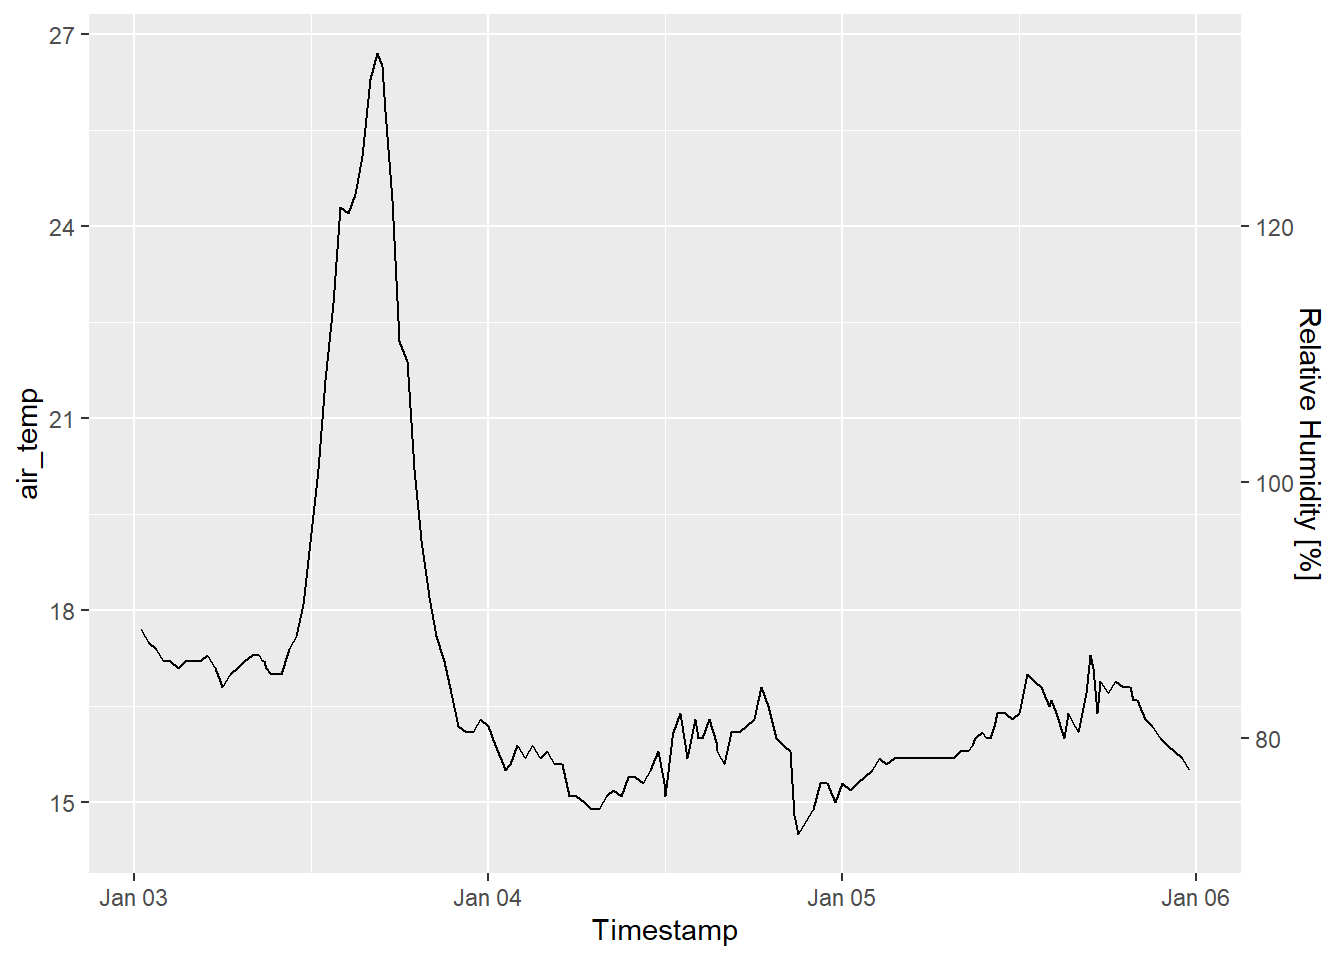 27
24
21
18
15
air_temp
120
100
80
Relative Humidity [%]
Jan 03
Jan 04
Jan 05
Jan 06
Timestamp